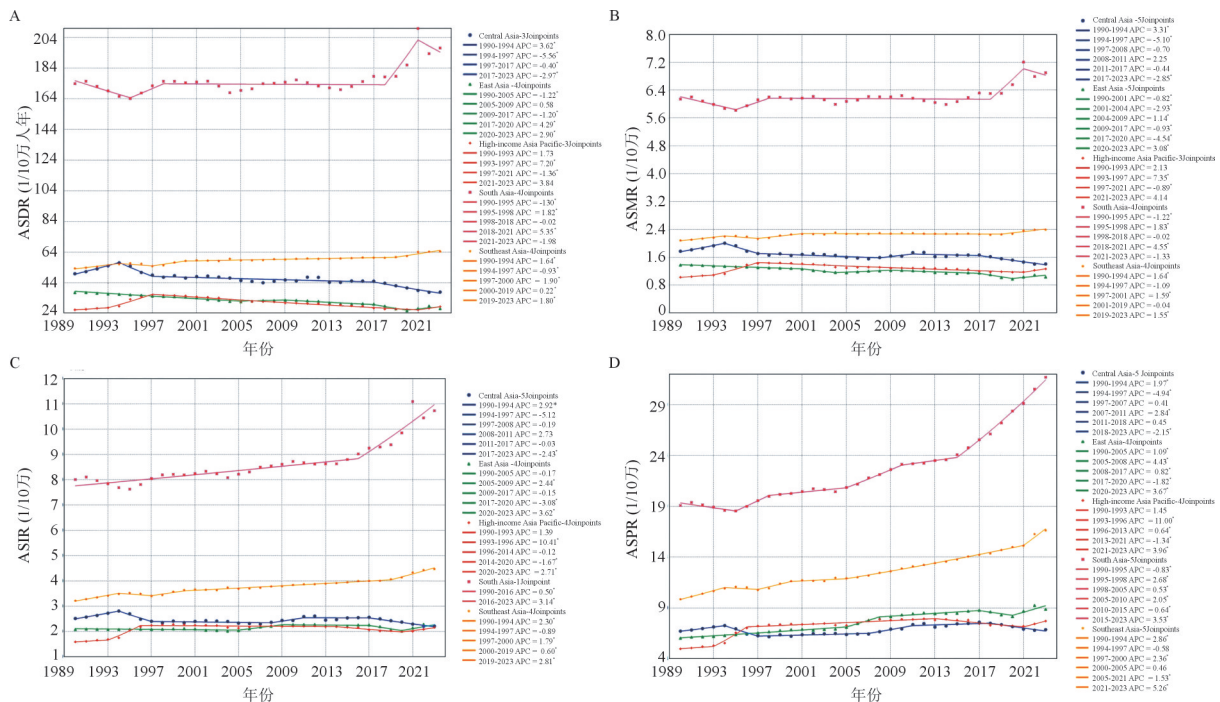 A
ASDR (1/10万人年)
204
184
164
144
124
104
84
64
44
24
1989
1993
1997
2001
2005
2009
2013
2017
2021
年份
Central Asia-3Joinpoints
1990-1994 APC = 3.62*
1994-1997 APC = -5.56*
1997-2017 APC = -0.40*
2017-2023 APC = -2.97*
East Asia -4Joinpoints
1990-2005 APC = -1.22*
2005-2009 APC = 0.58
2009-2017 APC = -1.20*
2017-2020 APC = 4.29*
2020-2023 APC = 2.90*
High-income Asia Pacific-3Joinpoints
1990-1993 APC = 1.73
1993-1997 APC = 7.20*
1997-2021 APC = -1.36*
2021-2023 APC = 3.84
South Asia-4Joinpoints
1990-1995 APC = -130*
1995-1998 APC = 1.82*
1998-2018 APC = -0.02
2018-2021 APC = 5.35*
2021-2023 APC = -1.98
Southeast Asia-4Joinpoints
1990-1994 APC = 1.64*
1994-1997 APC = -0.93*
1997-2000 APC = 1.90*
2000-2019 APC = 0.22*
2019-2023 APC = 1.80*
B
ASMR (1/10万)
8.0
7.2
6.4
5.6
4.8
4.0
3.2
2.4
1.6
0.8
0
1989
1993
1997
2001
2005
2009
2013
2017
2021
年份
Central Asia -5Joinpoints
1990-1994 APC = 3.31*
1994-1997 APC = -5.10*
1997-2008 APC = -0.70
2008-2011 APC = 2.25
2011-2017 APC = -0.44
2017-2023 APC = -2.85*
East Asia -5Joinpoints
1990-2001 APC = -0.82*
2001-2004 APC = -2.93*
2004-2009 APC = 1.14*
2009-2017 APC = -0.93*
2017-2020 APC = -4.54*
2020-2023 APC = 3.08*
High-income Asia Pacific-3Joinpoints
1990-1993 APC = 2.13
1993-1997 APC = 7.35*
1997-2021 APC = -0.89*
2021-2023 APC = 4.14
South Asia-4Joinpoints
1990-1995 APC = -1.22*
1995-1998 APC = 1.83*
1998-2018 APC = -0.02
2018-2021 APC = 4.55*
2021-2023 APC = -1.33
Southeast Asia-4Joinpoints
1990-1994 APC = 1.64*
1994-1997 APC = -1.09
1997-2001 APC = 1.59*
2001-2019 APC = -0.04
2019-2023 APC = 1.55*
C
ASIR (1/10万)
12
11
10
9
8
7
6
5
4
3
2
1
1989
1993
1997
2001
2005
2009
2013
2017
2021
年份
Central Asia-5Joinpoints
1990-1994 APC = 2.92*
1994-1997 APC = -5.12
1997-2008 APC = -0.19
2008-2011 APC = 2.73
2011-2017 APC = -0.03
2017-2023 APC = -2.43*
East Asia -4Joinpoints
1990-2005 APC = -0.17
2005-2009 APC = 2.44*
2009-2017 APC = -0.15
2017-2020 APC = -3.08*
2020-2023 APC = 3.62*
High-income Asia Pacific-4Joinpoints
1990-1993 APC = 1.39
1993-1996 APC = 10.41*
1996-2014 APC = -0.12
2014-2020 APC = -1.67*
2020-2023 APC = 2.71*
South Asia-1Joinpoint
1990-2016 APC = 0.50*
2016-2023 APC = 3.14*
Southeast Asia-4Joinpoints
1990-1994 APC = 2.30*
1994-1997 APC = -0.89
1997-2000 APC = 1.79*
2000-2019 APC = 0.60*
2019-2023 APC = 2.81*
D
ASPR (1/10万)
29
24
19
14
9
4
1989
1993
1997
2001
2005
2009
2013
2017
2021
年份
Central Asia-5 Joinpoints
1990-1994 APC = 1.97*
1994-1997 APC = -4.94*
1997-2007 APC = 0.41
2007-2011 APC = 2.84*
2011-2018 APC = 0.45
2018-2023 APC = -2.15*
East Asia-4Joinpoints
1990-2005 APC = 1.09*
2005-2008 APC = 4.43*
2008-2017 APC = 0.82*
2017-2020 APC = -1.82*
2020-2023 APC = 3.67*
High-income Asia Pacific-4Joinpoints
1990-1993 APC = 1.45
1993-1996 APC = 11.00*
1996-2013 APC = 0.64*
2013-2021 APC = -1.34*
2021-2023 APC = 3.96*
South Asia-5Joinpoints
1990-1995 APC = -0.83*
1995-1998 APC = 2.68*
1998-2005 APC = 0.53*
2005-2010 APC = 2.05*
2010-2015 APC = 0.64*
2015-2023 APC = 3.53*
Southeast Asia-5Joinpoints
1990-1994 APC = 2.86*
1994-1997 APC = -0.58
1997-2000 APC = 2.36*
2000-2005 APC = 0.46
2005-2021 APC = 1.53*
2021-2023 APC = 5.26*